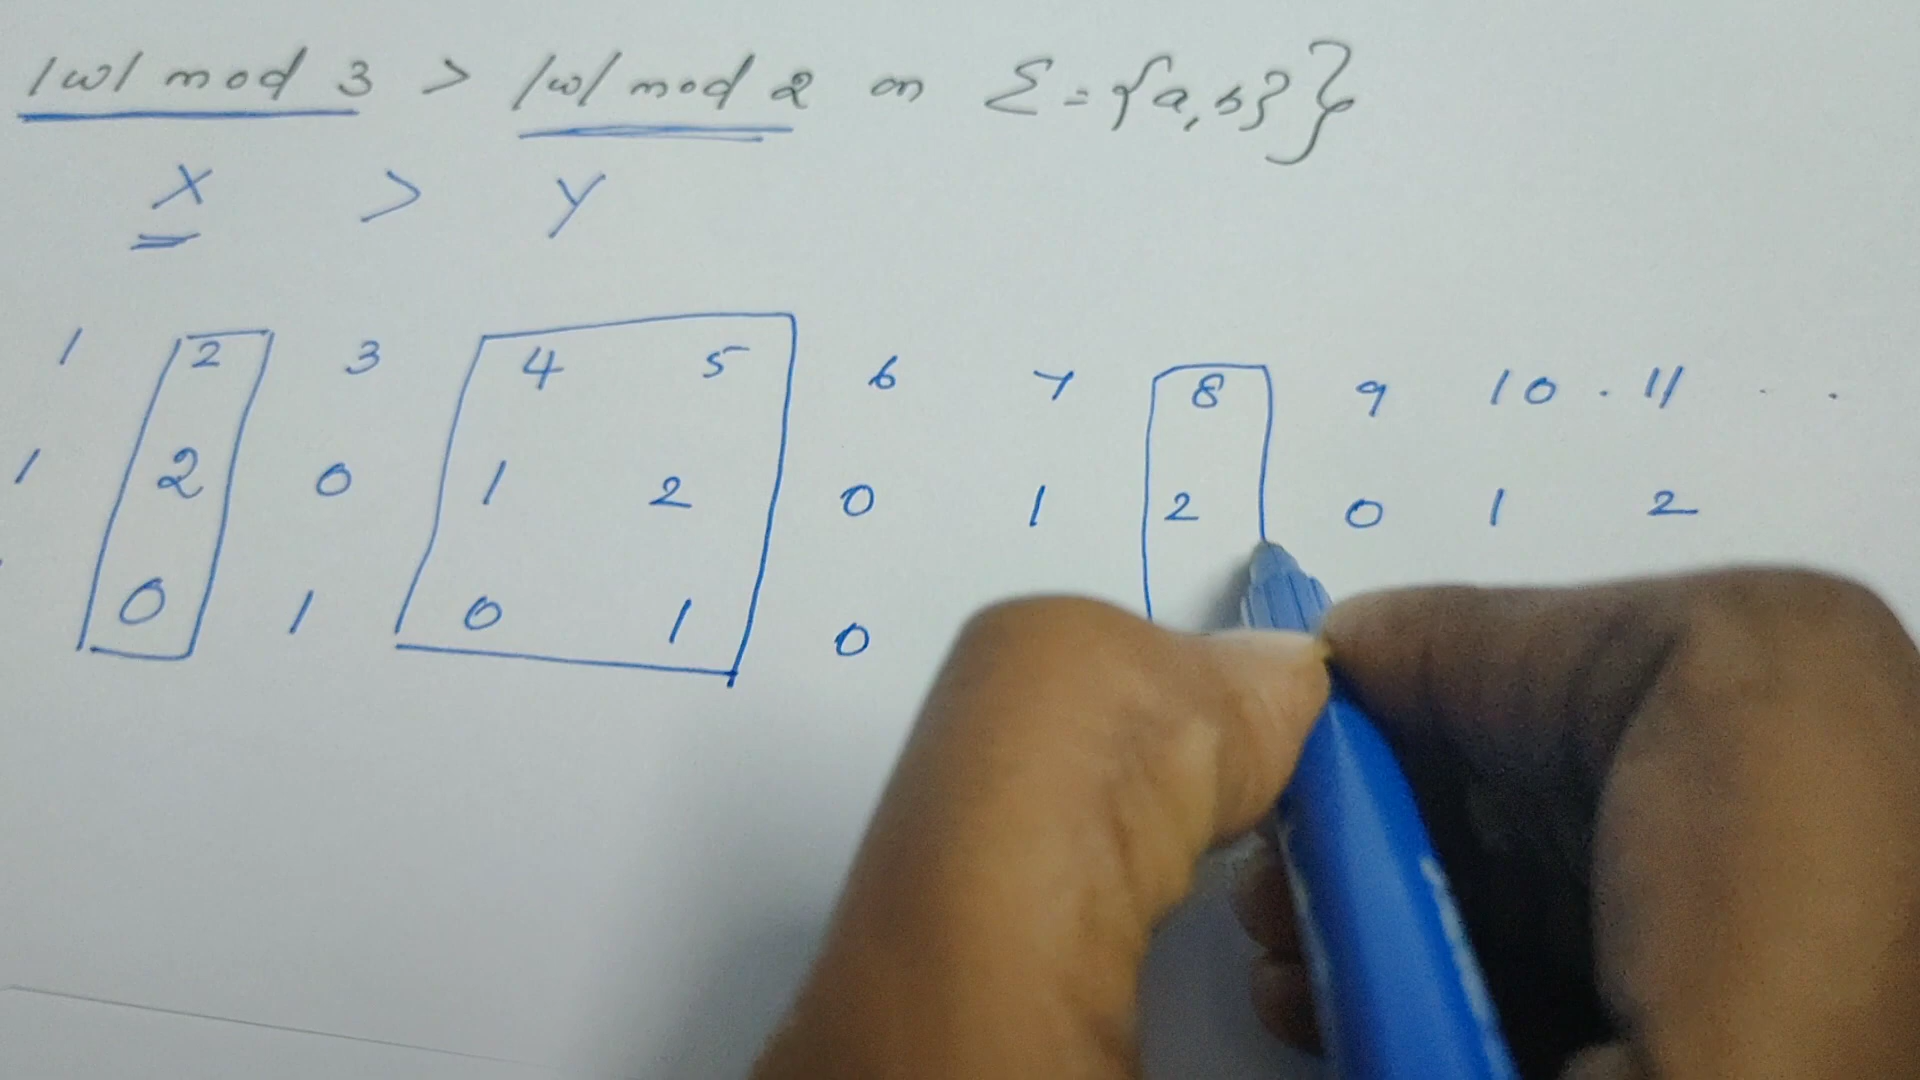 |w| mod 3 > |w| mod 2 on Σ = {a,b}}
X > Y
1 2 3 4 5 6 7 8 9 10 . 11 . .
1 2 0 1 2 0 1 2 0 1 2
0 1 0 1 0